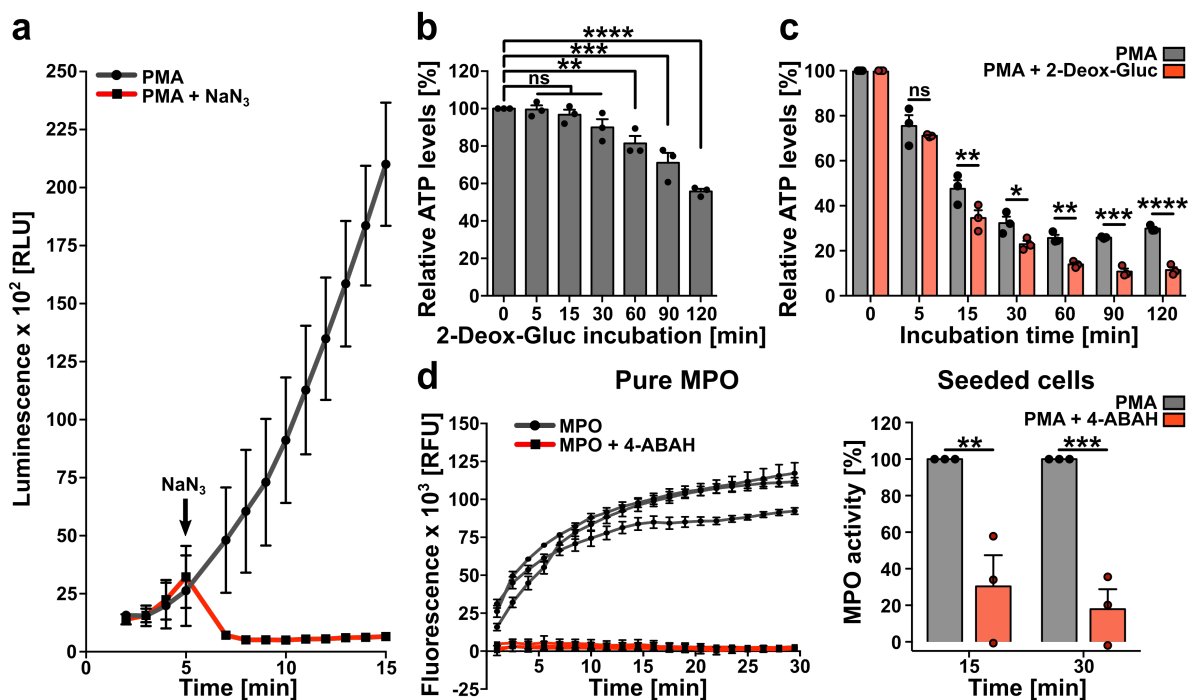 a
PMA
PMA + NaN₃
Luminescence x 10² [RLU]
250
225
200
175
150
125
100
75
50
25
0
NaN₃
0
5
10
15
Time [min]
b
****
***
**
ns
Relative ATP levels [%]
120
100
80
60
40
20
0
0
5
15
30
60
90
120
2-Deox-Gluc incubation [min]
c
PMA
PMA + 2-Deox-Gluc
Relative ATP levels [%]
100
80
60
40
20
0
ns
**
*
**
***
****
0
5
15
30
60
90
120
Incubation time [min]
d
Pure MPO
MPO
MPO + 4-ABAH
Fluorescence x 10³ [RFU]
150
125
100
75
50
25
0
-25
5
10
15
20
25
30
Time [min]
Seeded cells
PMA
PMA + 4-ABAH
MPO activity [%]
120
100
80
60
40
20
0
**
***
15
30
Time [min]